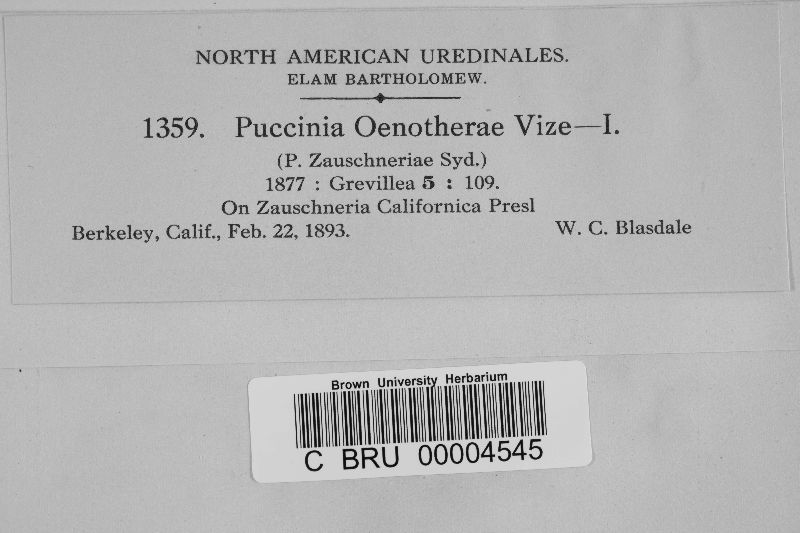 NORTH AMERICAN UREDINALES.
ELAM BARTHOLOMEW.
1359. Puccinia Oenotherae Vize—I.
(P. Zauschneriae Syd.)
1877 : Grevillea 5 : 109.
On Zauschneria Californica Presl
Berkeley, Calif., Feb. 22, 1893. W. C. Blasdale
Brown University Herbarium
C BRU 00004545